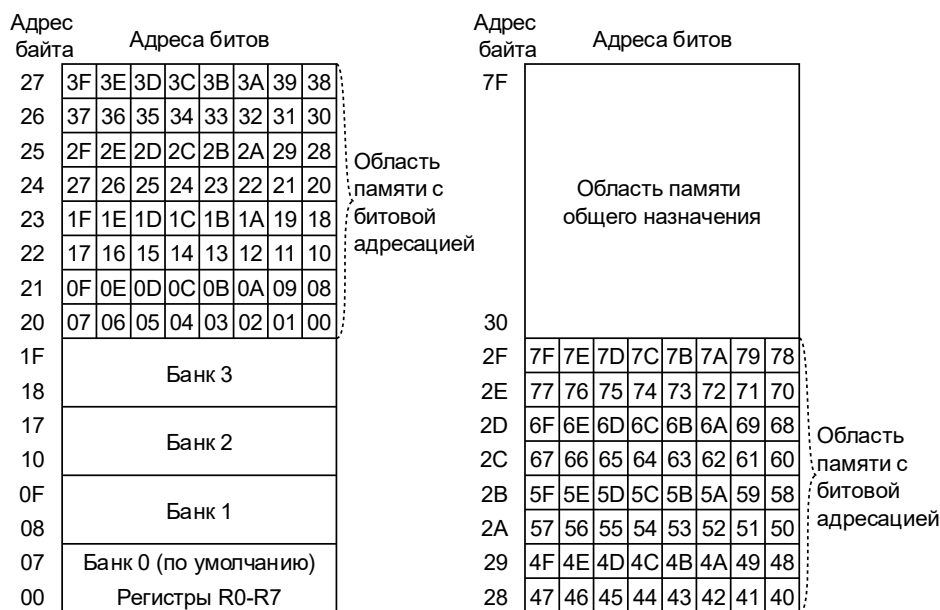 Адрес байта Адреса битов
27 3F 3E 3D 3C 3B 3A 39 38
26 37 36 35 34 33 32 31 30
25 2F 2E 2D 2C 2B 2A 29 28
24 27 26 25 24 23 22 21 20
23 1F 1E 1D 1C 1B 1A 19 18
22 17 16 15 14 13 12 11 10
21 0F 0E 0D 0C 0B 0A 09 08
20 07 06 05 04 03 02 01 00
Область
памяти с
битовой
адресацией
1F
Банк 3
18
17
Банк 2
10
0F
Банк 1
08
07 Банк 0 (по умолчанию)
00 Регистры R0-R7
Адрес байта Адреса битов
7F
Область памяти
общего назначения
30
2F 7F 7E 7D 7C 7B 7A 79 78
2E 77 76 75 74 73 72 71 70
2D 6F 6E 6D 6C 6B 6A 69 68
2C 67 66 65 64 63 62 61 60
2B 5F 5E 5D 5C 5B 5A 59 58
2A 57 56 55 54 53 52 51 50
29 4F 4E 4D 4C 4B 4A 49 48
28 47 46 45 44 43 42 41 40
Область
памяти с
битовой
адресацией